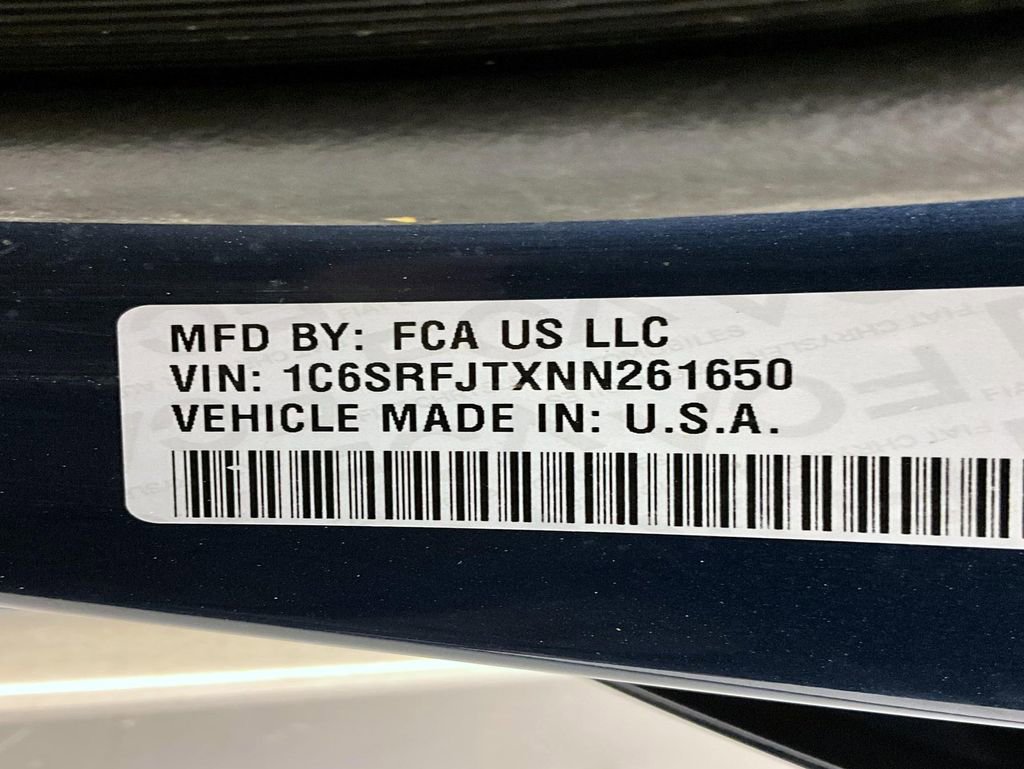 MFD BY: FCA US LLC
VIN: 1C6SRFJTXNN261650
VEHICLE MADE IN: U.S.A.